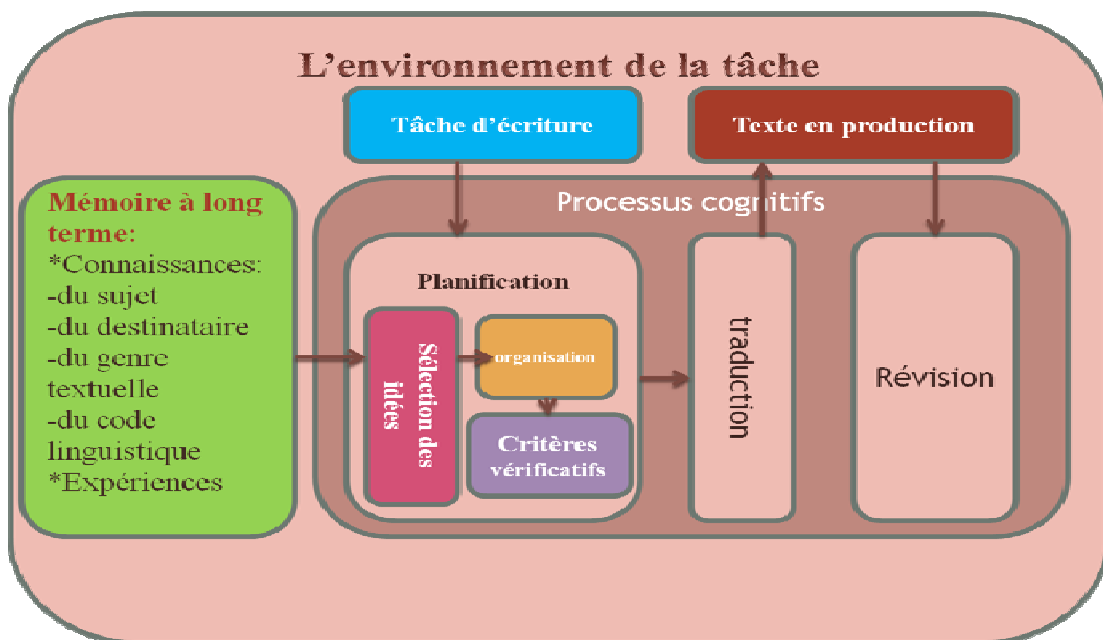 L'environnement de la tâche
Tâche d'écriture
Texte en production
Mémoire à long
terme:
*Connaissances:
-du sujet
-du destinataire
-du genre
textuelle
-du code
linguistique
*Expériences
Processus cognitifs
Planification
Sélection des
idées
organisation
Critères
vérificatifs
traduction
Révision